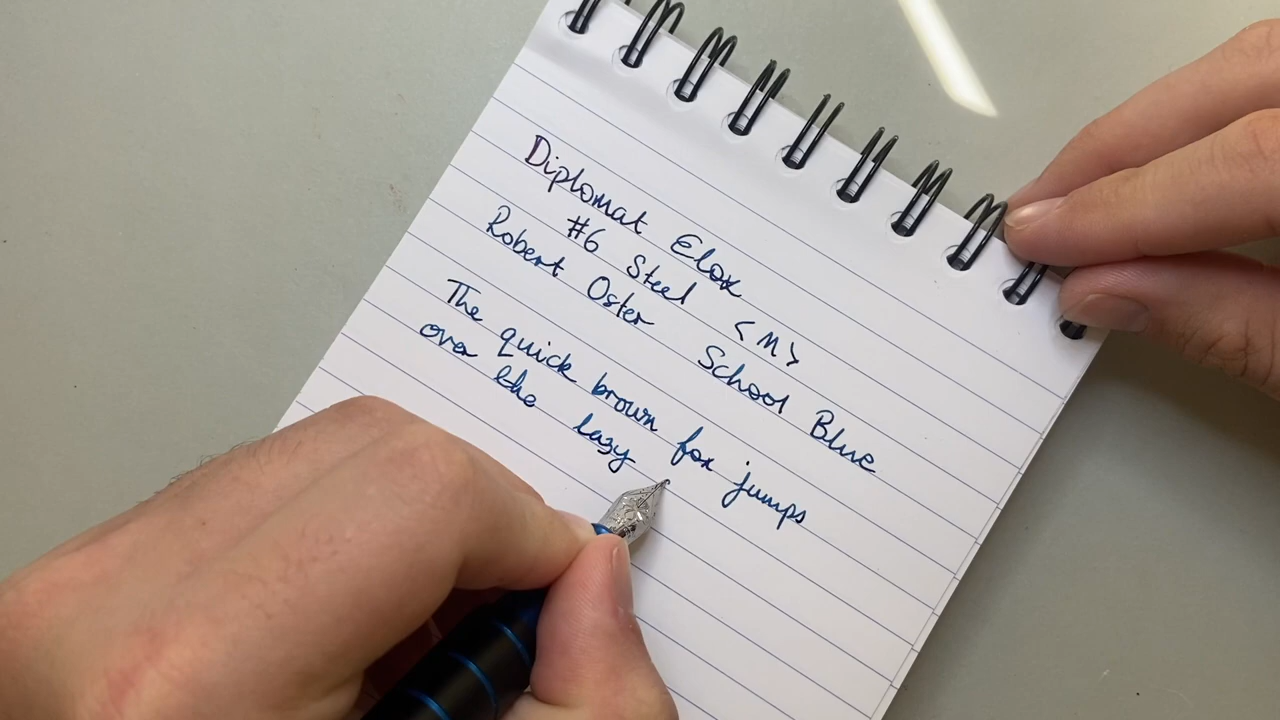 Diplomat Elox
#6 Steel <M>
Robert Oster School Blue
The quick brown fox jumps
over the lazy